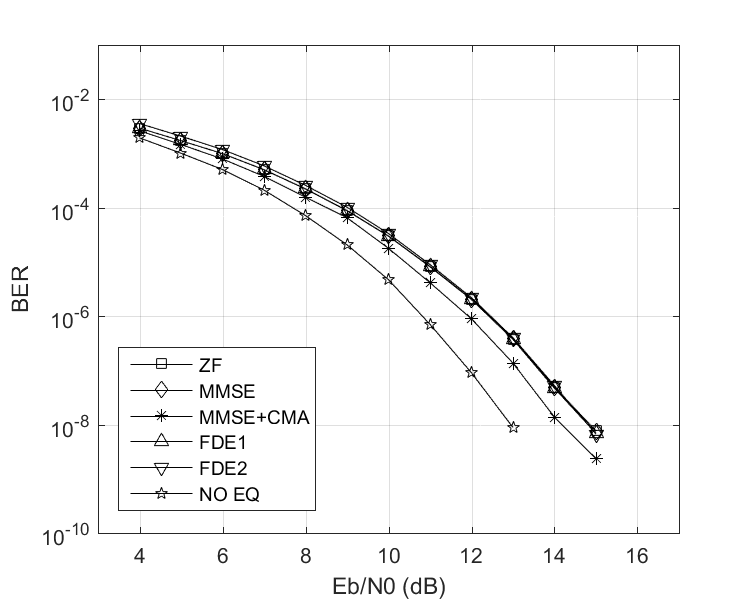 10^-2
10^-4
10^-6
10^-8
10^-10
BER
ZF
MMSE
MMSE+CMA
FDE1
FDE2
NO EQ
4 6 8 10 12 14 16
Eb/N0 (dB)